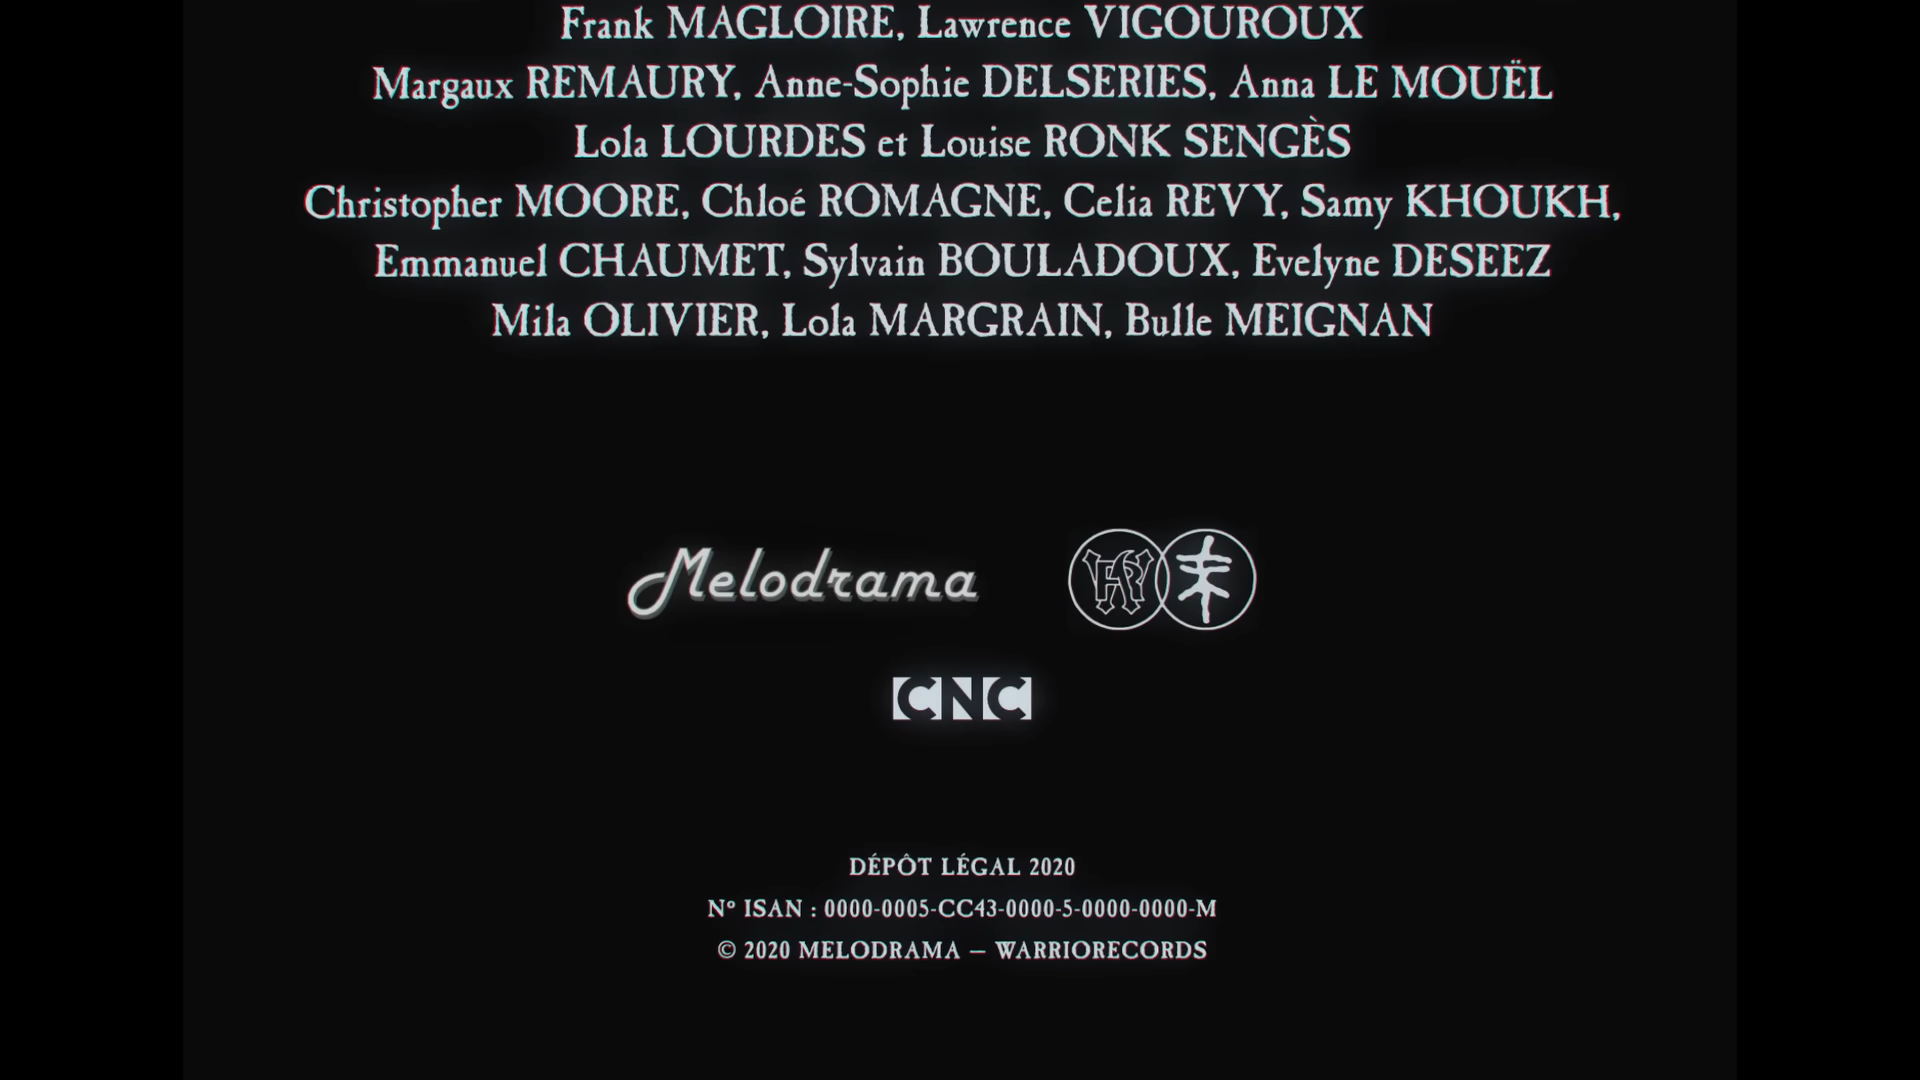 Frank MAGLOIRE, Lawrence VIGOUROUX
Margaux REMAURY, Anne-Sophie DELSERIES, Anna LE MOUËL
Lola LOURDES et Louise RONK SENGÈS
Christopher MOORE, Chloé ROMAGNE, Celia REVY, Samy KHOUKH,
Emmanuel CHAUMET, Sylvain BOULADOUX, Evelyne DESEEZ
Mila OLIVIER, Lola MARGRAIN, Bulle MEIGNAN
Melodrama
CNC
DÉPÔT LÉGAL 2020
Nº ISAN : 0000-0005-CC43-0000-5-0000-0000-M
© 2020 MELODRAMA – WARRIORECORDS